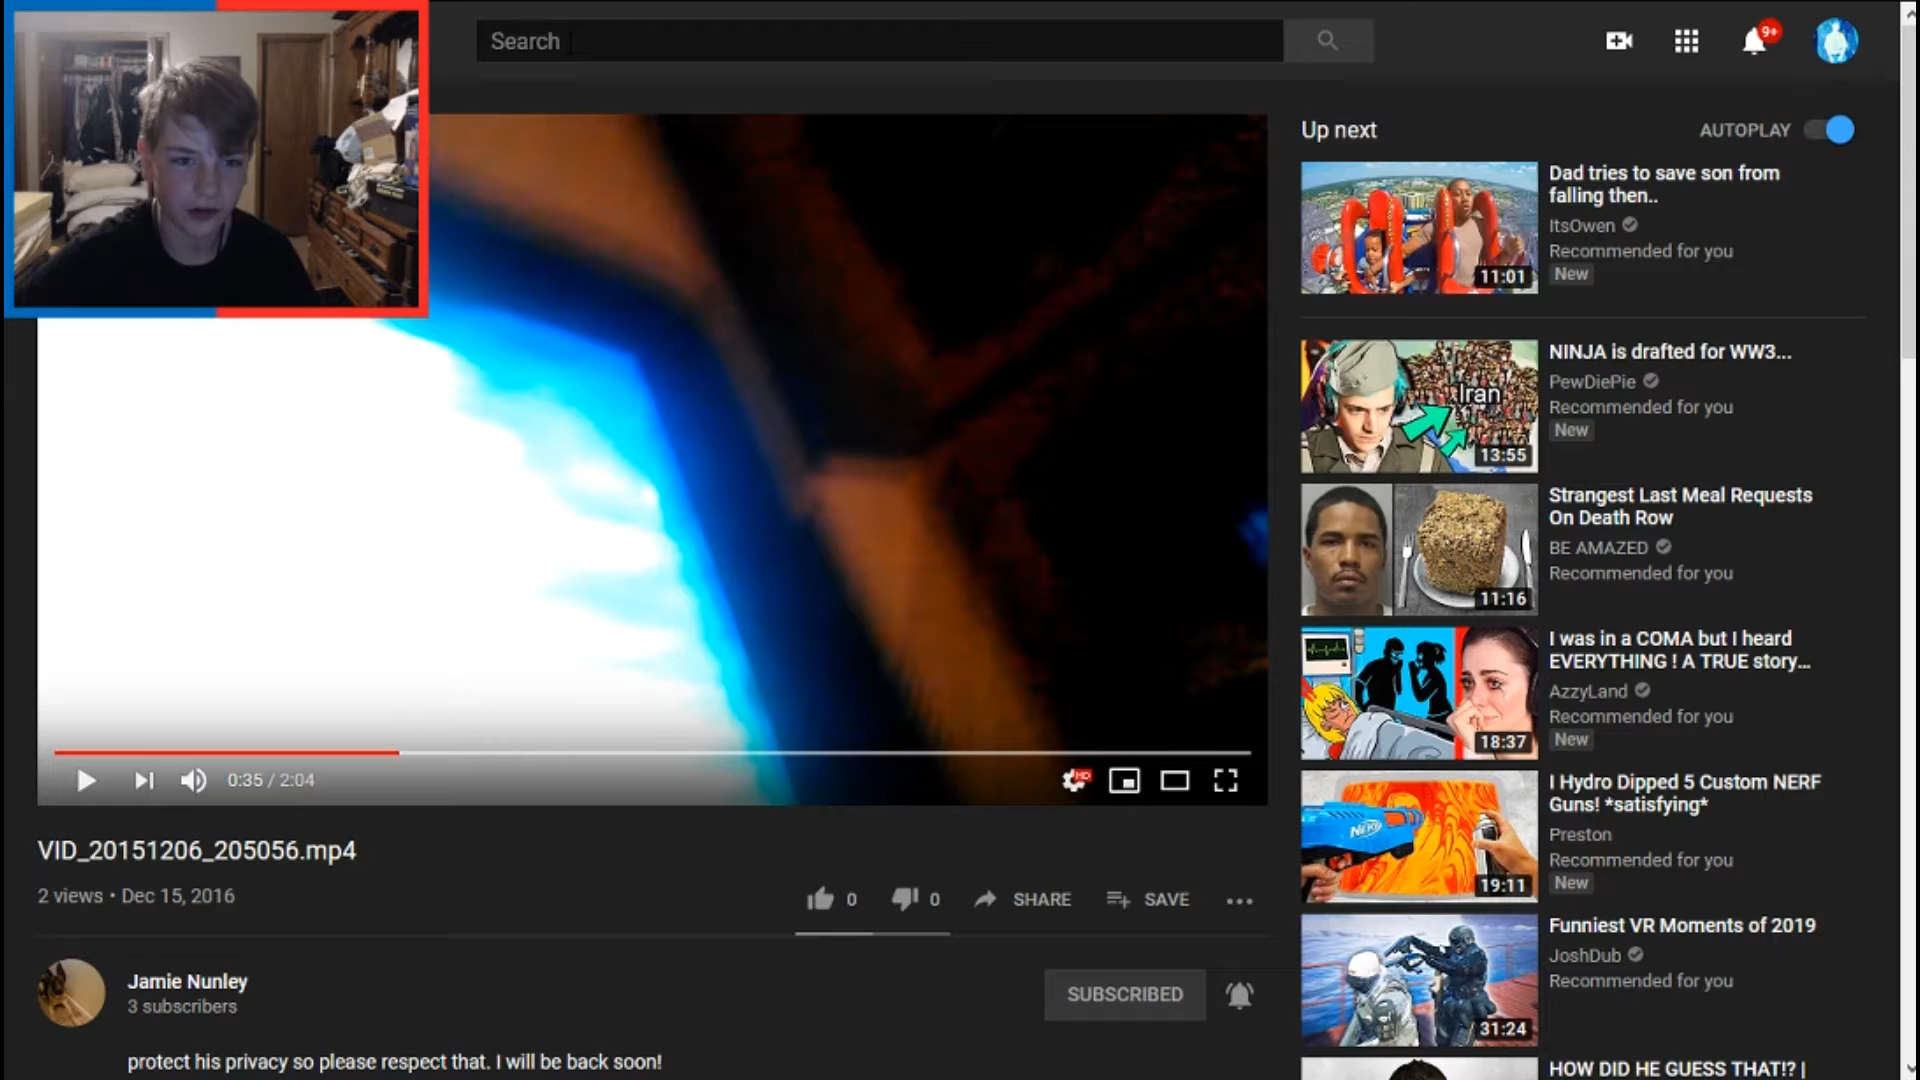 Search
9+
Up next
AUTOPLAY
Dad tries to save son from
falling then..
ItsOwen
Recommended for you
New
11:01
NINJA is drafted for WW3...
PewDiePie
Recommended for you
New
Iran
13:55
Strangest Last Meal Requests
On Death Row
BE AMAZED
Recommended for you
11:16
I was in a COMA but I heard
EVERYTHING ! A TRUE story...
AzzyLand
Recommended for you
New
18:37
I Hydro Dipped 5 Custom NERF
Guns! *satisfying*
Preston
Recommended for you
New
NERF
19:11
Funniest VR Moments of 2019
JoshDub
Recommended for you
31:24
HOW DID HE GUESS THAT!? |
0:35 / 2:04
HD
VID_20151206_205056.mp4
2 views • Dec 15, 2016
0
0
SHARE
SAVE
Jamie Nunley
3 subscribers
SUBSCRIBED
protect his privacy so please respect that. I will be back soon!